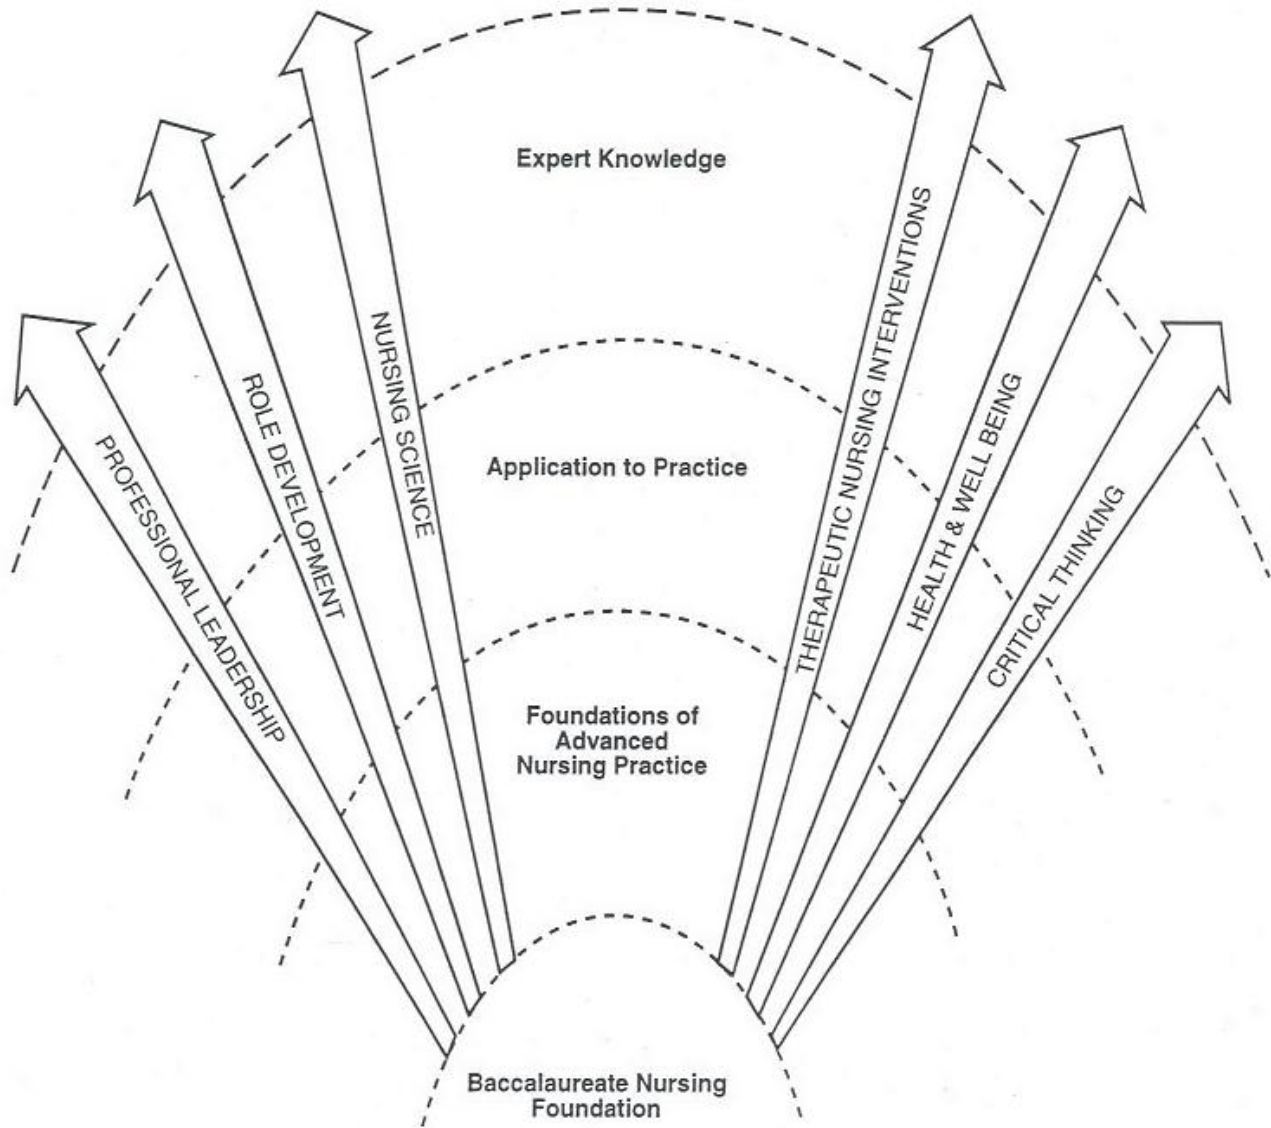 Expert Knowledge
Application to Practice
Foundations of
Advanced
Nursing Practice
Baccalaureate Nursing
Foundation
PROFESSIONAL LEADERSHIP
ROLE DEVELOPMENT
NURSING SCIENCE
THERAPEUTIC NURSING INTERVENTIONS
HEALTH & WELL BEING
CRITICAL THINKING